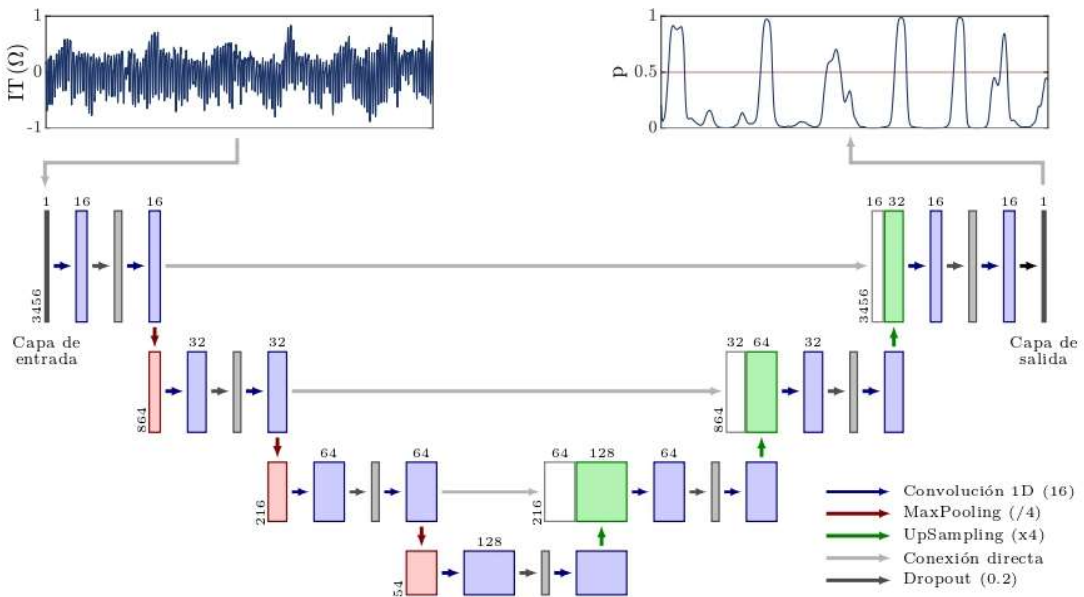 1
0
-1
IT (Ω)
1
0.5
0
p
1
16
16
3456
Capa de
entrada
16
32
16
16
1
3456
Capa de
salida
32
32
864
32
64
32
864
64
64
216
64
128
64
216
128
54
Convolución 1D (16)
MaxPooling (/4)
UpSampling (x4)
Conexión directa
Dropout (0.2)